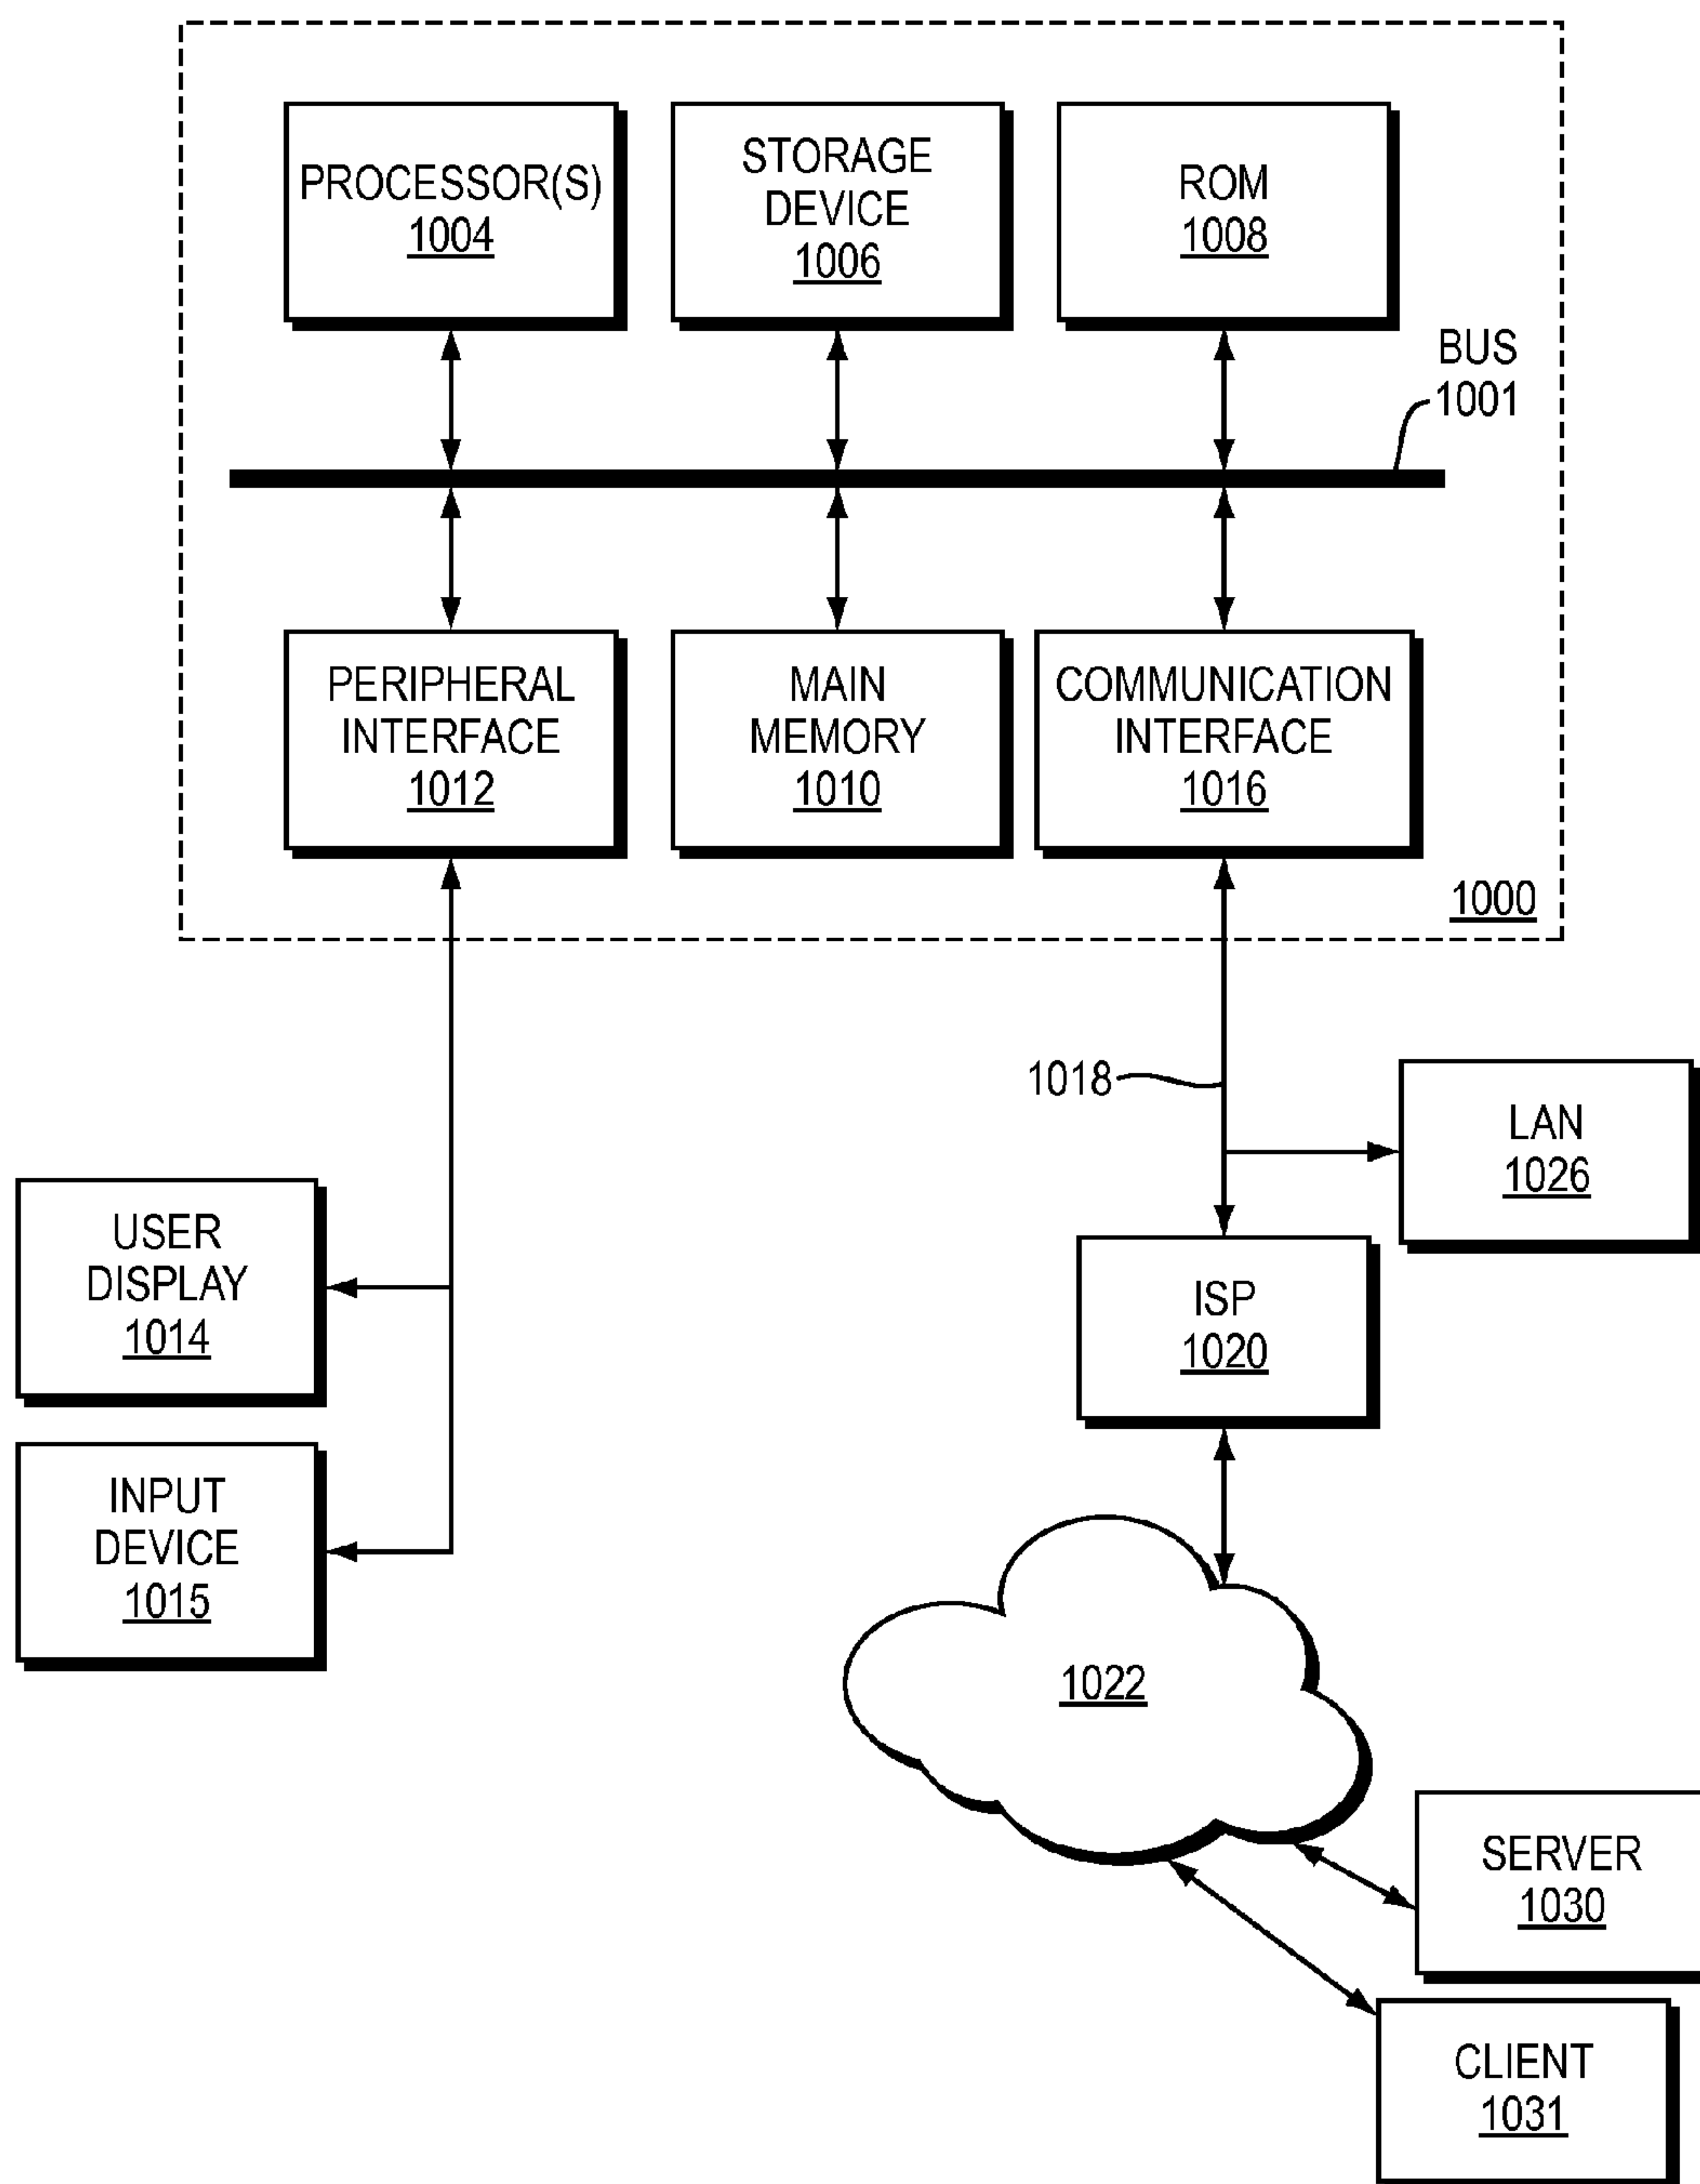 PROCESSOR(S)
1004
STORAGE
DEVICE
1006
ROM
1008
BUS
1001
PERIPHERAL
INTERFACE
1012
MAIN
MEMORY
1010
COMMUNICATION
INTERFACE
1016
1000
1018
LAN
1026
USER
DISPLAY
1014
ISP
1020
INPUT
DEVICE
1015
1022
SERVER
1030
CLIENT
1031